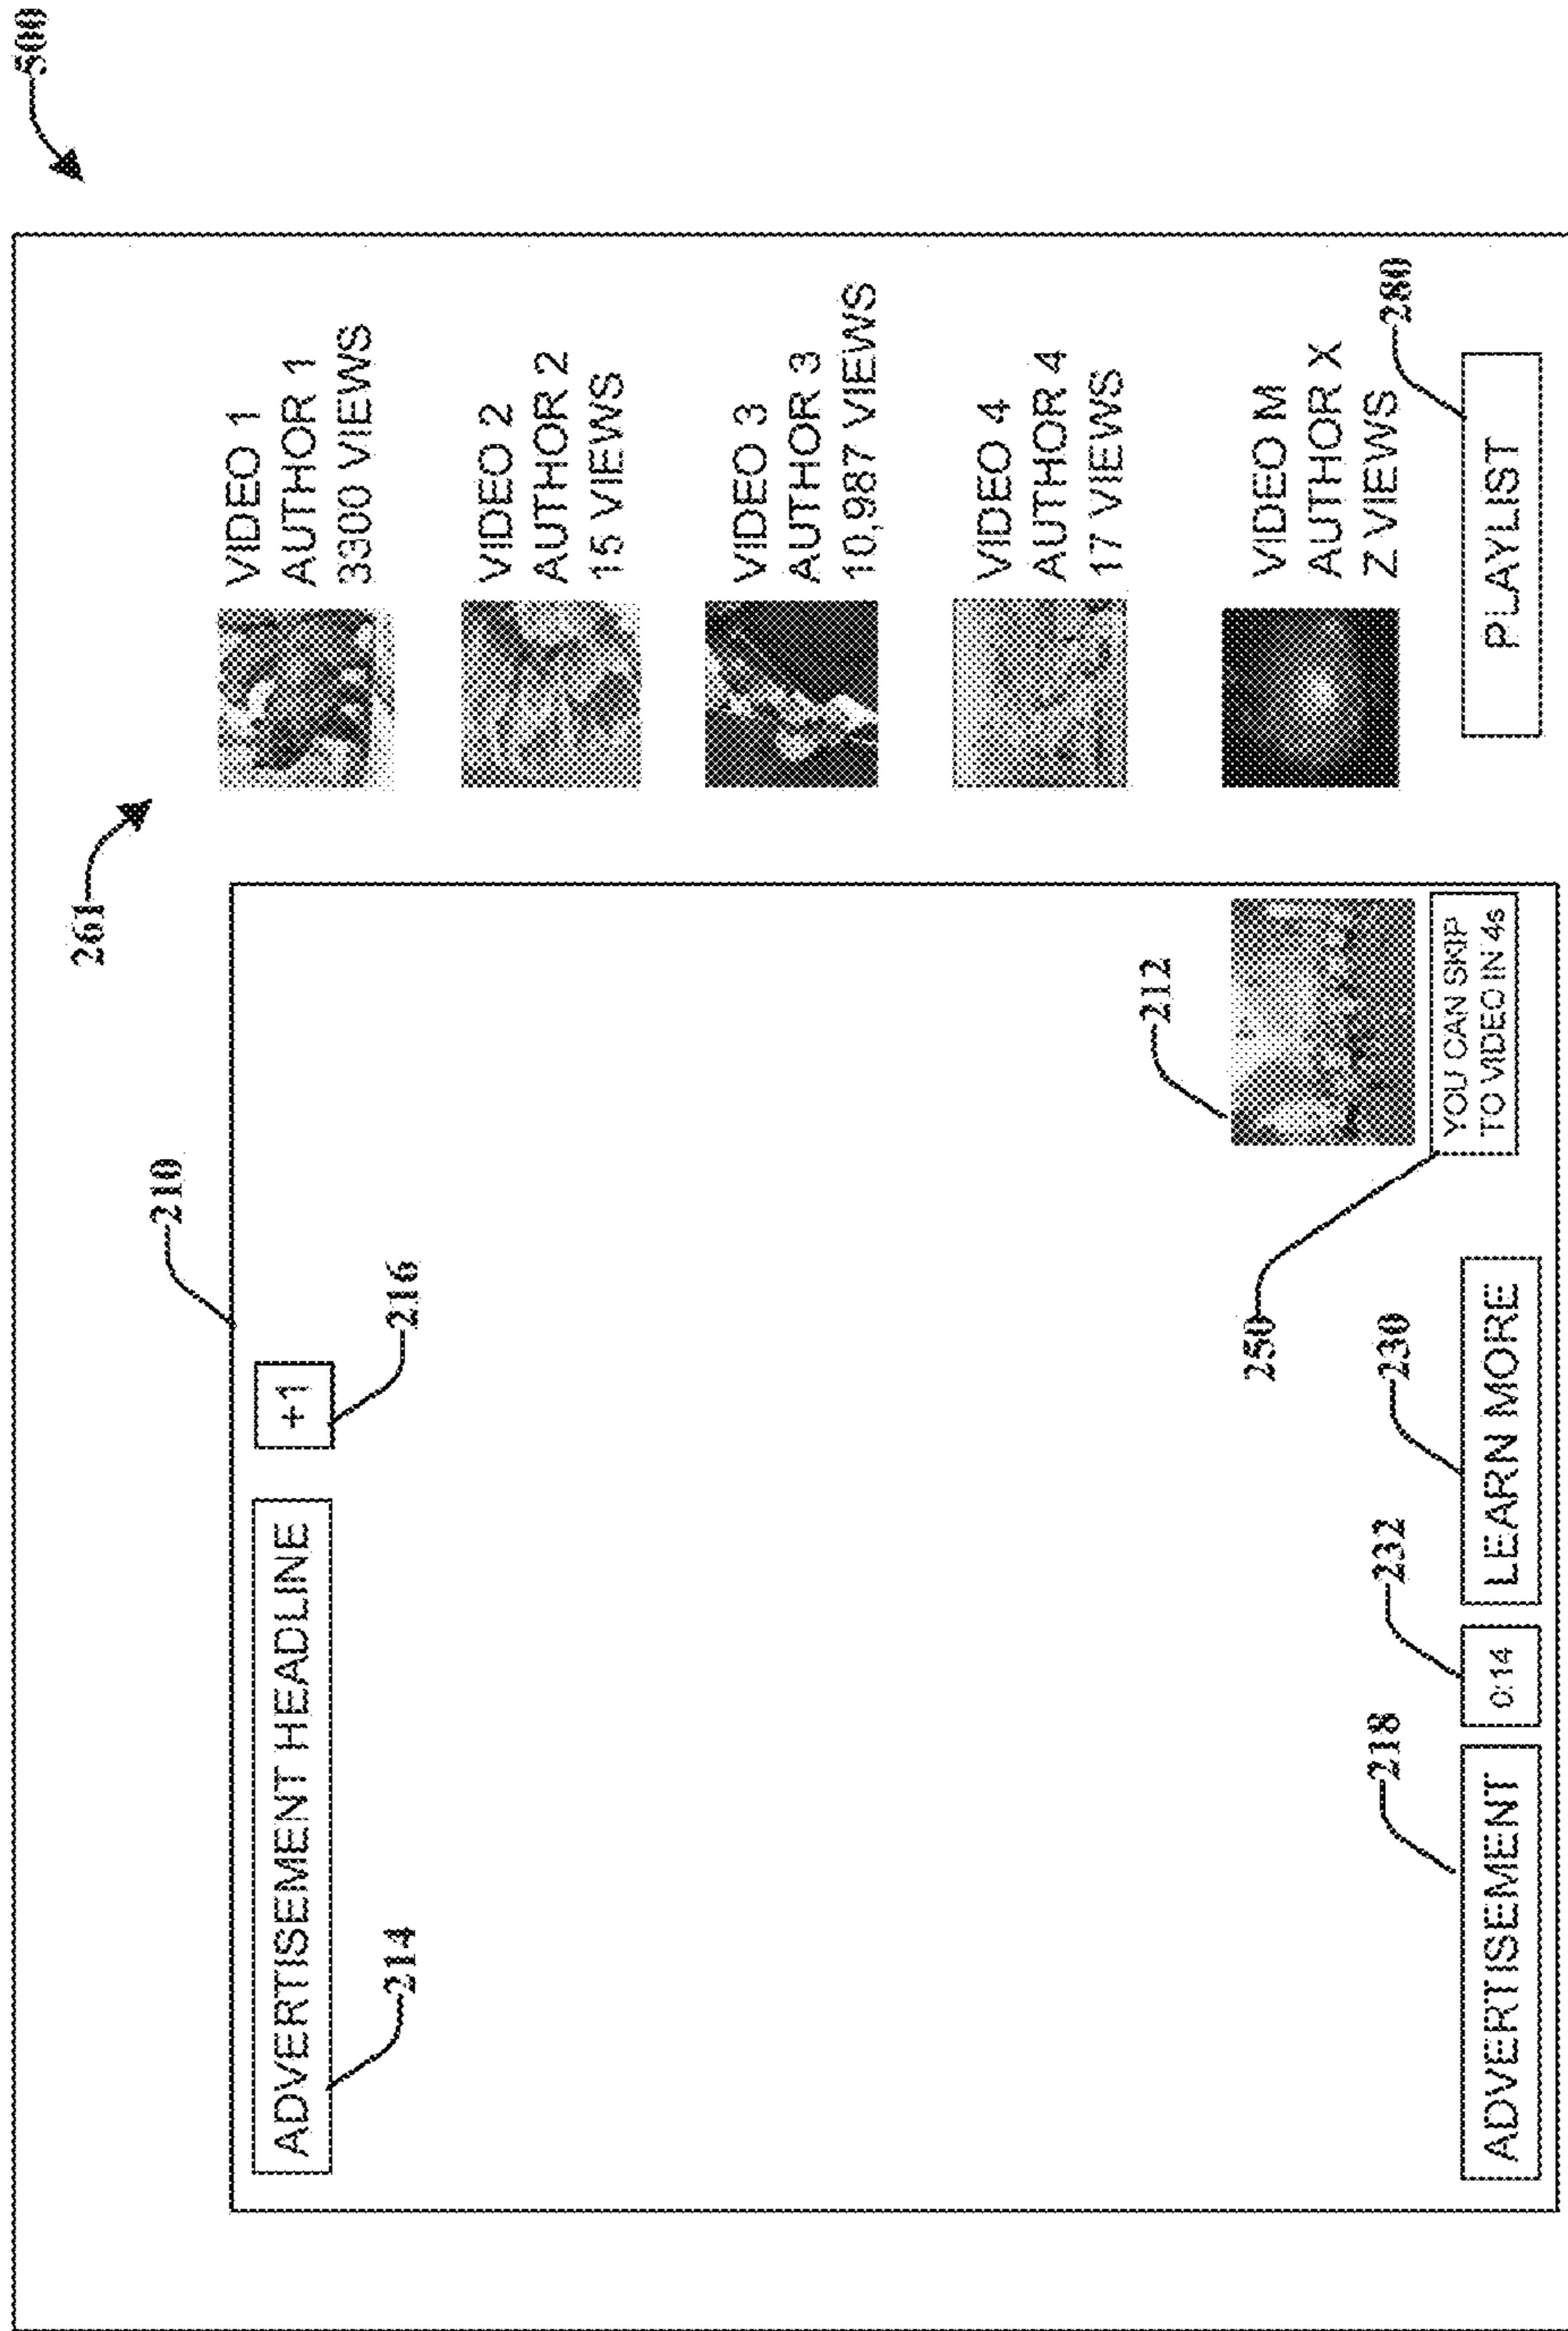 500
261
210
ADVERTISEMENT HEADLINE
+1
214
216
VIDEO 1
AUTHOR 1
3300 VIEWS
VIDEO 2
AUTHOR 2
15 VIEWS
VIDEO 3
AUTHOR 3
10,987 VIEWS
VIDEO 4
AUTHOR 4
17 VIEWS
VIDEO M
AUTHOR X
Z VIEWS
212
250
YOU CAN SKIP
TO VIDEO IN 4s
218
232
230
280
ADVERTISEMENT
0:14
LEARN MORE
PLAYLIST